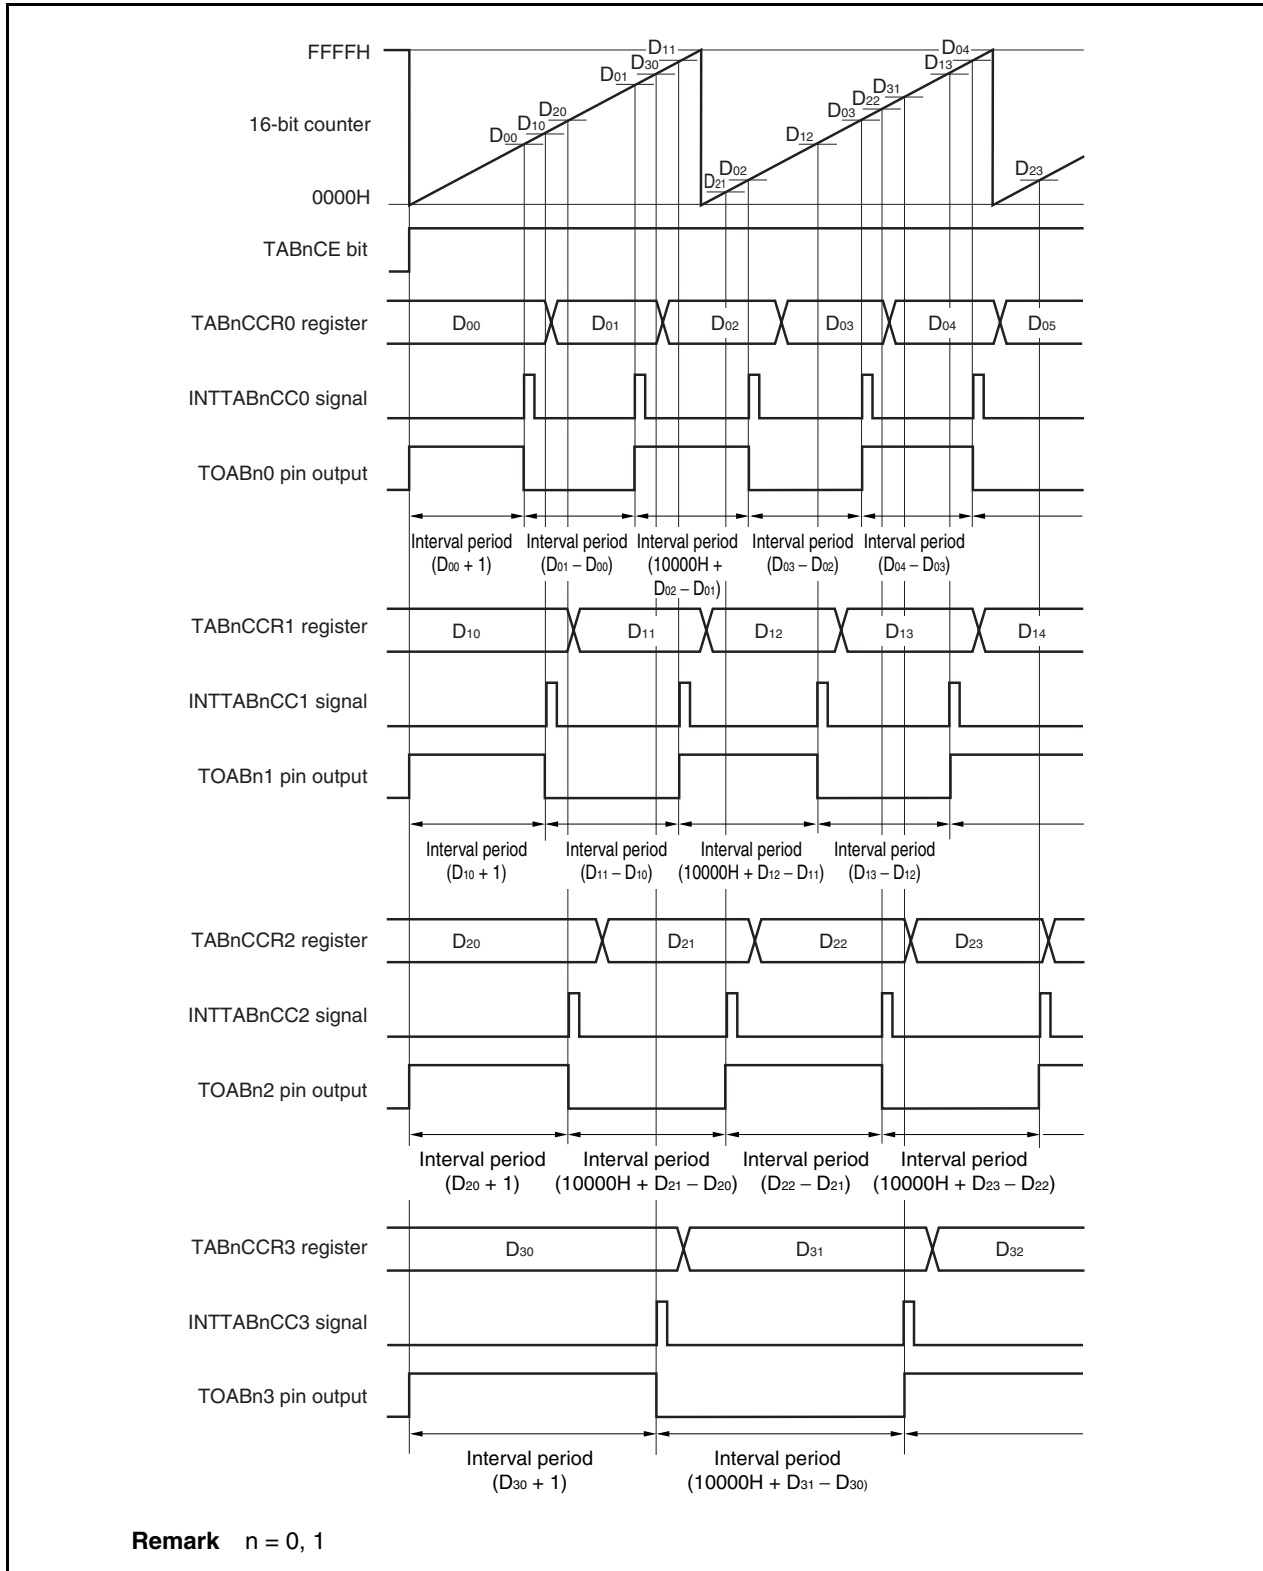 FFFFH
16-bit counter
0000H
D00
D10
D20
D01
D30
D11
D21
D02
D12
D03
D22
D31
D13
D04
D23
TABnCE bit
TABnCCR0 register
D00 D01 D02 D03 D04 D05
INTTABnCC0 signal
TOABn0 pin output
Interval period
(D00 + 1)
Interval period
(D01 – D00)
Interval period
(10000H +
D02 – D01)
Interval period
(D03 – D02)
Interval period
(D04 – D03)
TABnCCR1 register
D10 D11 D12 D13 D14
INTTABnCC1 signal
TOABn1 pin output
Interval period
(D10 + 1)
Interval period
(D11 – D10)
Interval period
(10000H + D12 – D11)
Interval period
(D13 – D12)
TABnCCR2 register
D20 D21 D22 D23
INTTABnCC2 signal
TOABn2 pin output
Interval period
(D20 + 1)
Interval period
(10000H + D21 – D20)
Interval period
(D22 – D21)
Interval period
(10000H + D23 – D22)
TABnCCR3 register
D30 D31 D32
INTTABnCC3 signal
TOABn3 pin output
Interval period
(D30 + 1)
Interval period
(10000H + D31 – D30)
Remark n = 0, 1